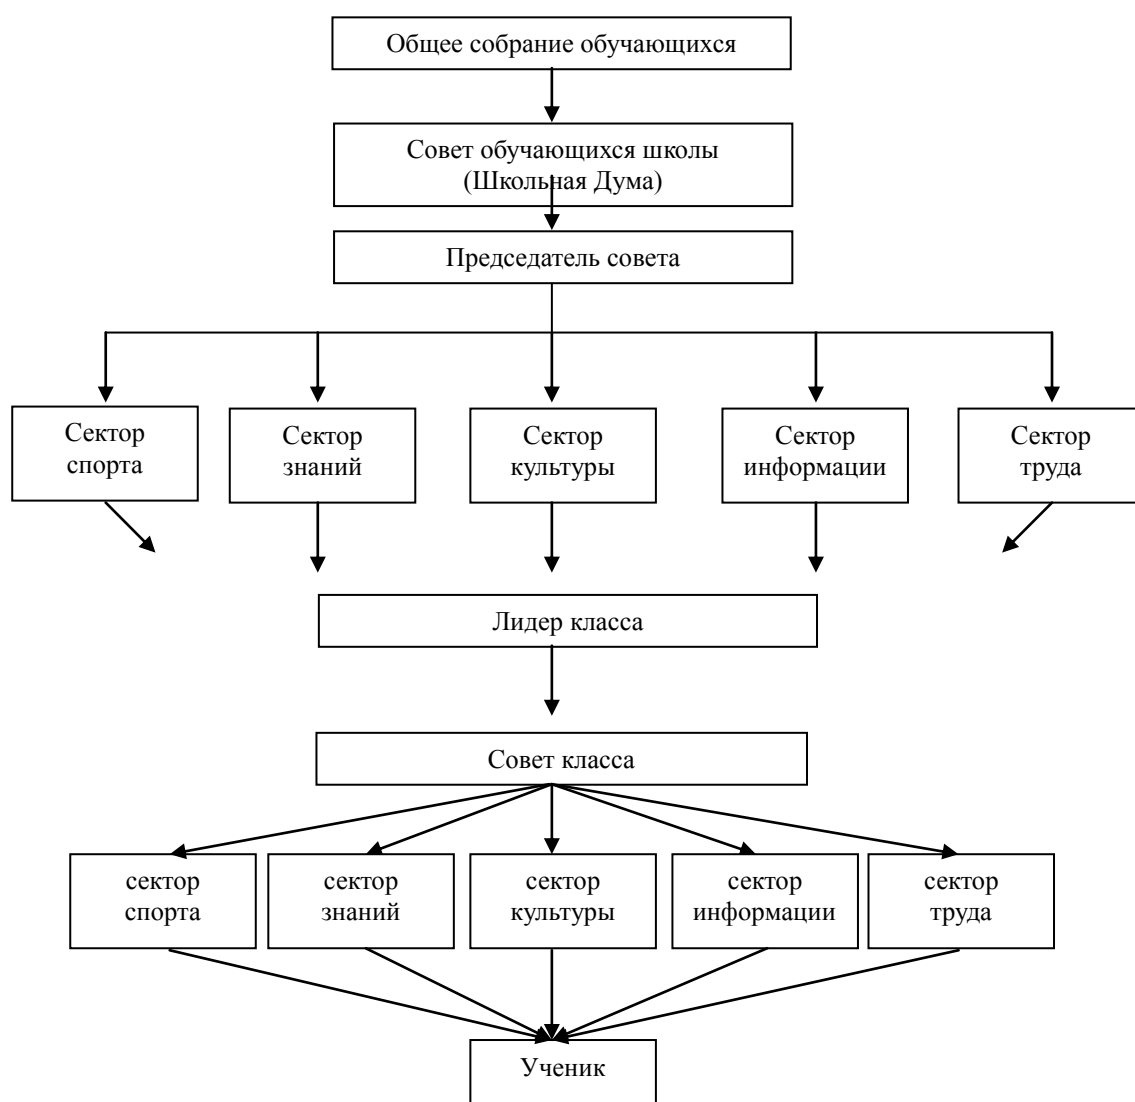 Общее собрание обучающихся
Совет обучающихся школы
(Школьная Дума)
Председатель совета
Сектор
спорта
Сектор
знаний
Сектор
культуры
Сектор
информации
Сектор
труда
Лидер класса
Совет класса
сектор
спорта
сектор
знаний
сектор
культуры
сектор
информации
сектор
труда
Ученик